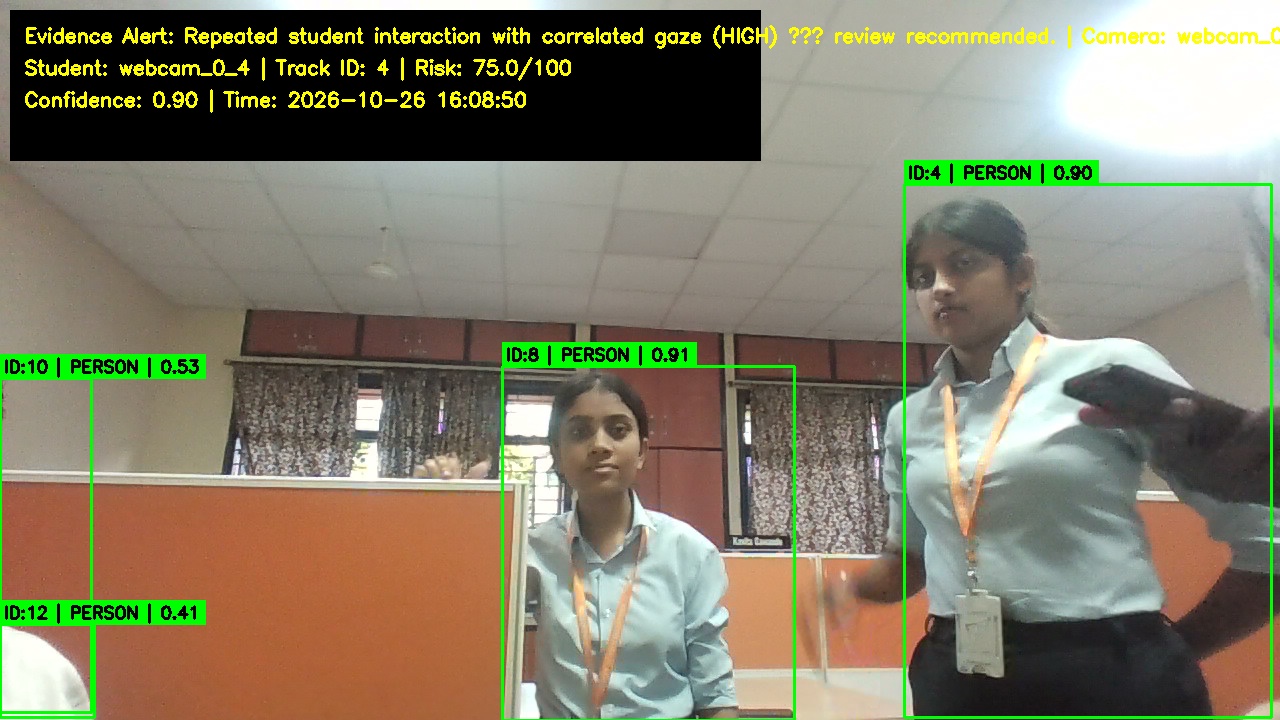 Evidence Alert: Repeated student interaction with correlated gaze (HIGH) ??? review recommended. | Camera: webcam_0
Student: webcam_0_4 | Track ID: 4 | Risk: 75.0/100
Confidence: 0.90 | Time: 2026-10-26 16:08:50
ID:4 | PERSON | 0.90
ID:8 | PERSON | 0.91
ID:10 | PERSON | 0.53
ID:12 | PERSON | 0.41